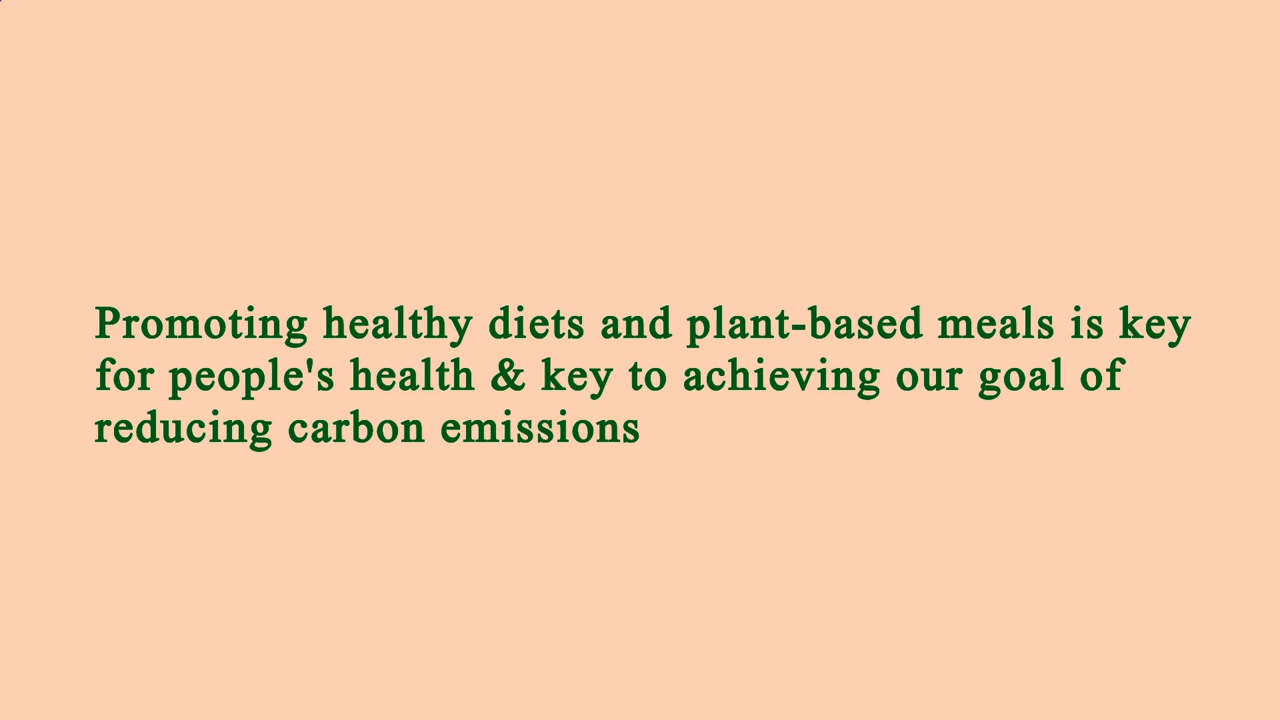 Promoting healthy diets and plant-based meals is key
for people's health & key to achieving our goal of
reducing carbon emissions